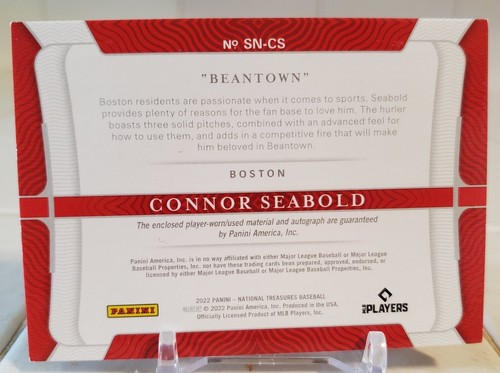 No SN-CS
"BEANTOWN"
Boston residents are passionate when it comes to sports. Seabold
provides plenty of reasons for the fan base to love him. The hurler
boasts three solid pitches, combined with an advanced feel for
how to use them, and adds in a competitive fire that will make
him beloved in Beantown.
BOSTON
CONNOR SEABOLD
The enclosed player-worn/used material and autograph are guaranteed
by Panini America, Inc.
Panini America, Inc. is in no way affiliated with either Major League Baseball or Major League
Baseball Properties, Inc. nor have these trading cards been prepared, approved, endorsed, or
licensed by either Major League Baseball or Major League Baseball Properties, Inc.
2022 PANINI – NATIONAL TREASURES BASEBALL
© 2022 Panini America, Inc. Produced in the USA.
Officially Licensed Product of MLB Players, Inc.
PANINI
PLAYERS